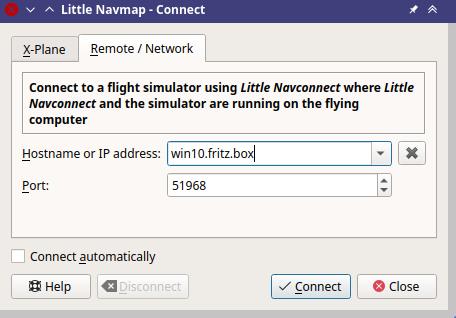 Little Navmap - Connect
X-Plane
Remote / Network
Connect to a flight simulator using Little Navconnect where Little
Navconnect and the simulator are running on the flying
computer
Hostname or IP address:
win10.fritz.box
Port:
51968
Connect automatically
Help
Disconnect
Connect
Close